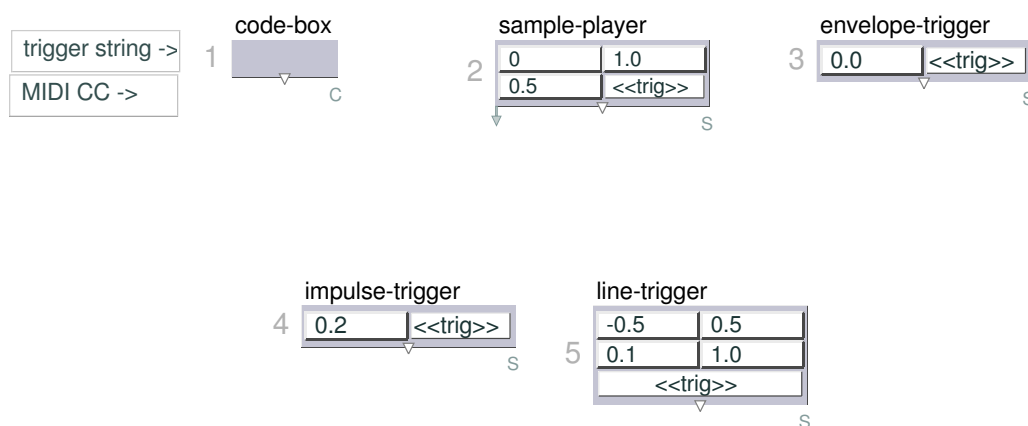 code-box
sample-player
envelope-trigger
trigger string ->
MIDI CC ->
1
C
2
0 1.0
0.5 <<trig>>
S
3
0.0 <<trig>>
S
impulse-trigger
line-trigger
4
0.2 <<trig>>
S
5
-0.5 0.5
0.1 1.0
<<trig>>
S